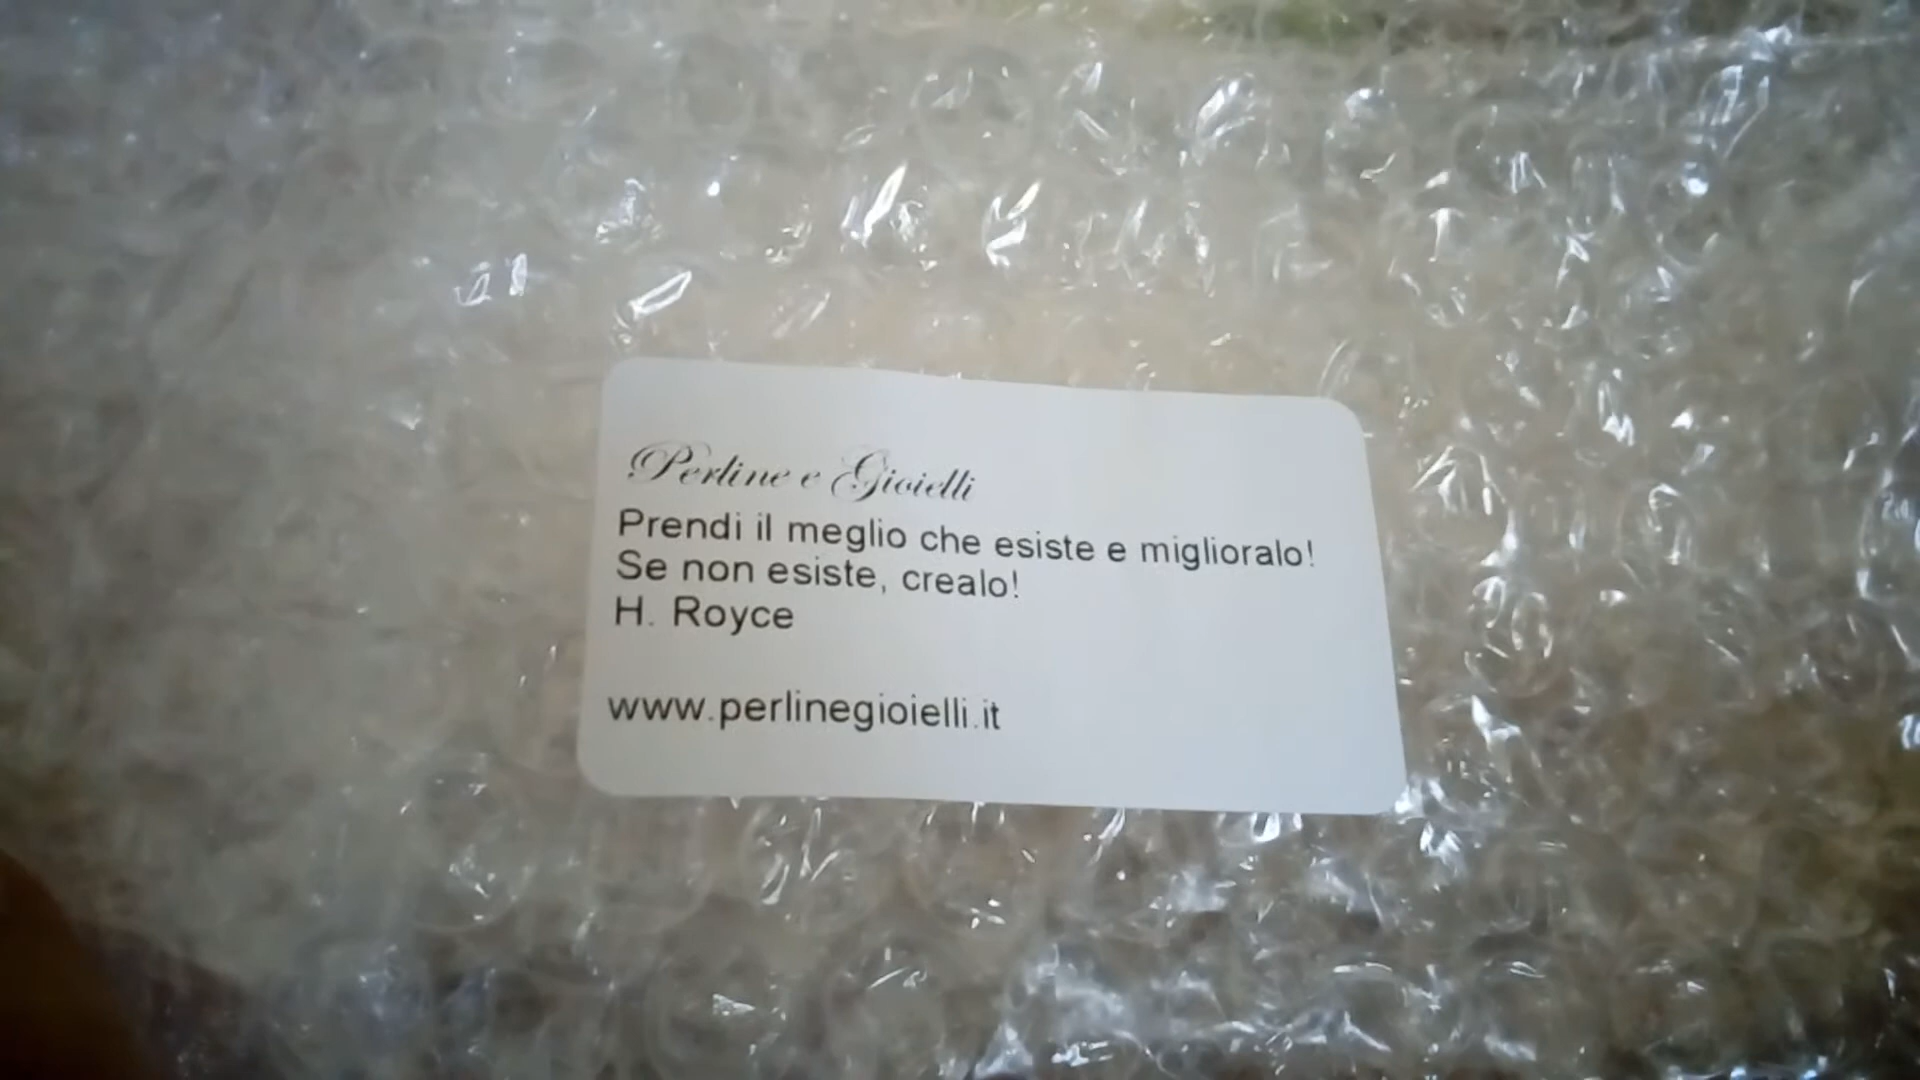 Perline e Gioielli
Prendi il meglio che esiste e miglioralo!
Se non esiste, crealo!
H. Royce
www.perlinegioielli.it